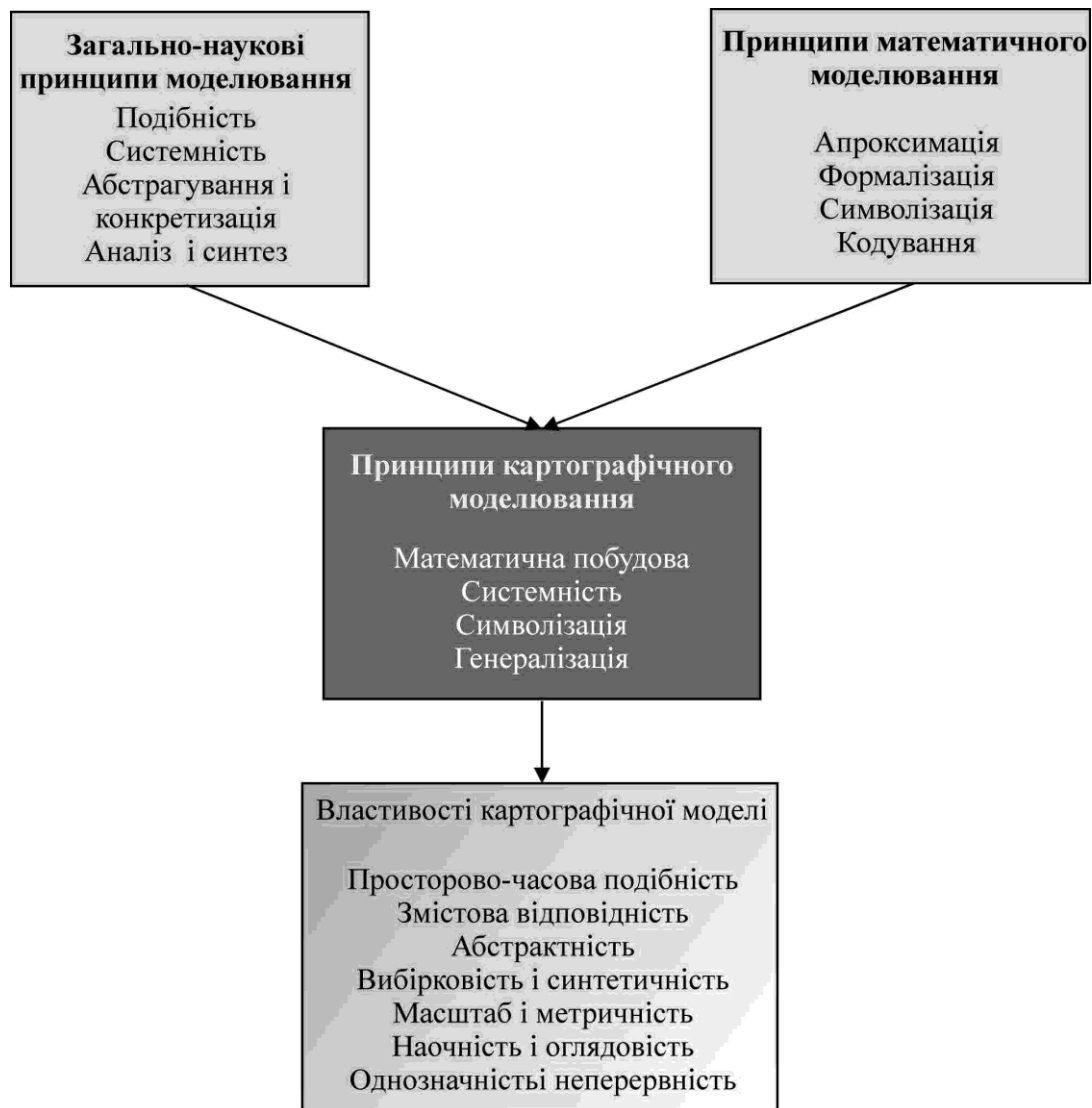 Загально-наукові
принципи моделювання
Подібність
Системність
Абстрагування і
конкретизація
Аналіз і синтез
Принципи математичного
моделювання
Апроксимація
Формалізація
Символізація
Кодування
Принципи картографічного
моделювання
Математична побудова
Системність
Символізація
Генералізація
Властивості картографічної моделі
Просторово-часова подібність
Змістова відповідність
Абстрактність
Вибірковість і синтетичність
Масштаб і метричність
Наочність і оглядовість
Однозначністьі неперервність